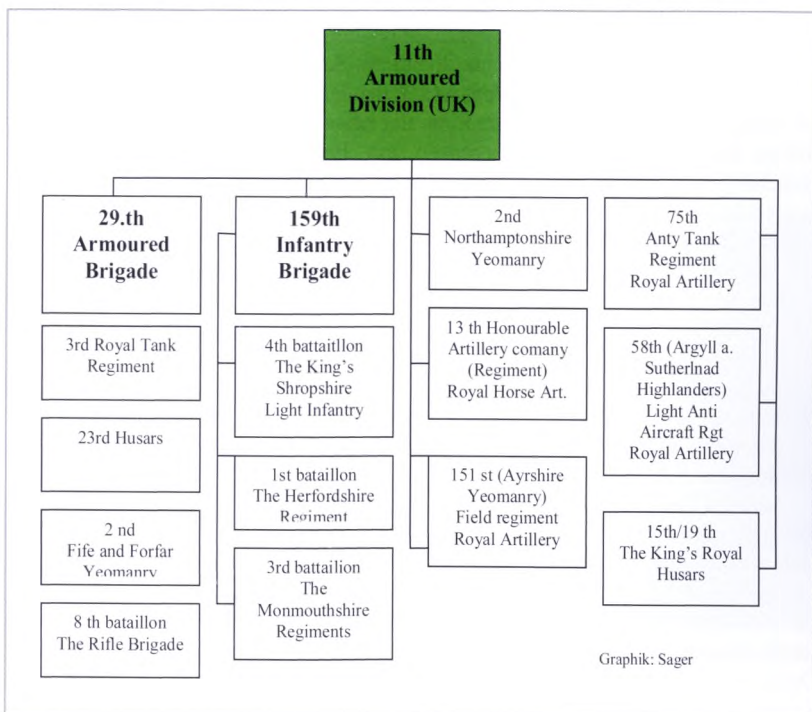 11th
Armoured
Division (UK)
29.th
Armoured
Brigade
3rd Royal Tank
Regiment
23rd Husars
2 nd
Fife and Forfar
Yeomanry
8 th bataillon
The Rifle Brigade
159th
Infantry
Brigade
4th battaitllon
The King's
Shropshire
Light Infantry
1st bataillon
The Herfordshire
Regiment
3rd battailion
The
Monmouthshire
Regiments
2nd
Northamptonshire
Yeomanry
13 th Honourable
Artillery comany
(Regiment)
Royal Horse Art.
151 st (Ayrshire
Yeomanry)
Field regiment
Royal Artillery
75th
Anty Tank
Regiment
Royal Artillery
58th (Argyll a.
Sutherlnad
Highlanders)
Light Anti
Aircraft Rgt
Royal Artillery
15th/19 th
The King's Royal
Husars
Graphik: Sager